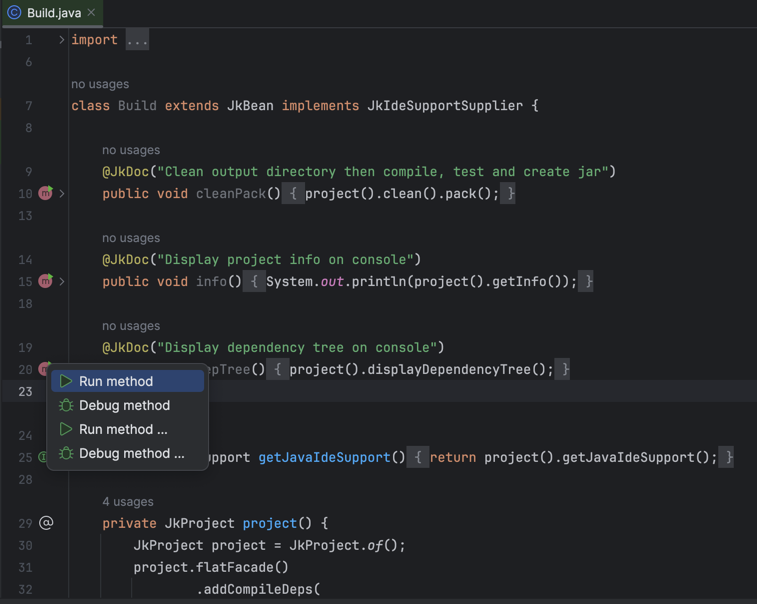 Build.java
1 import ...
6
no usages
7 class Build extends JkBean implements JkIdeSupportSupplier {
8
no usages
9 @JkDoc("Clean output directory then compile, test and create jar")
10 public void cleanPack() { project().clean().pack(); }
13
no usages
14 @JkDoc("Display project info on console")
15 public void info() { System.out.println(project().getInfo()); }
18
no usages
19 @JkDoc("Display dependency tree on console")
20 epTree() { project().displayDependencyTree(); }
Run method
23
Debug method
Run method ...
24
Debug method ...
25 upport getJavaIdeSupport() { return project().getJavaIdeSupport(); }
28
4 usages
29 @ private JkProject project() {
30 JkProject project = JkProject.of();
31 project.flatFacade()
32 .addCompileDeps(